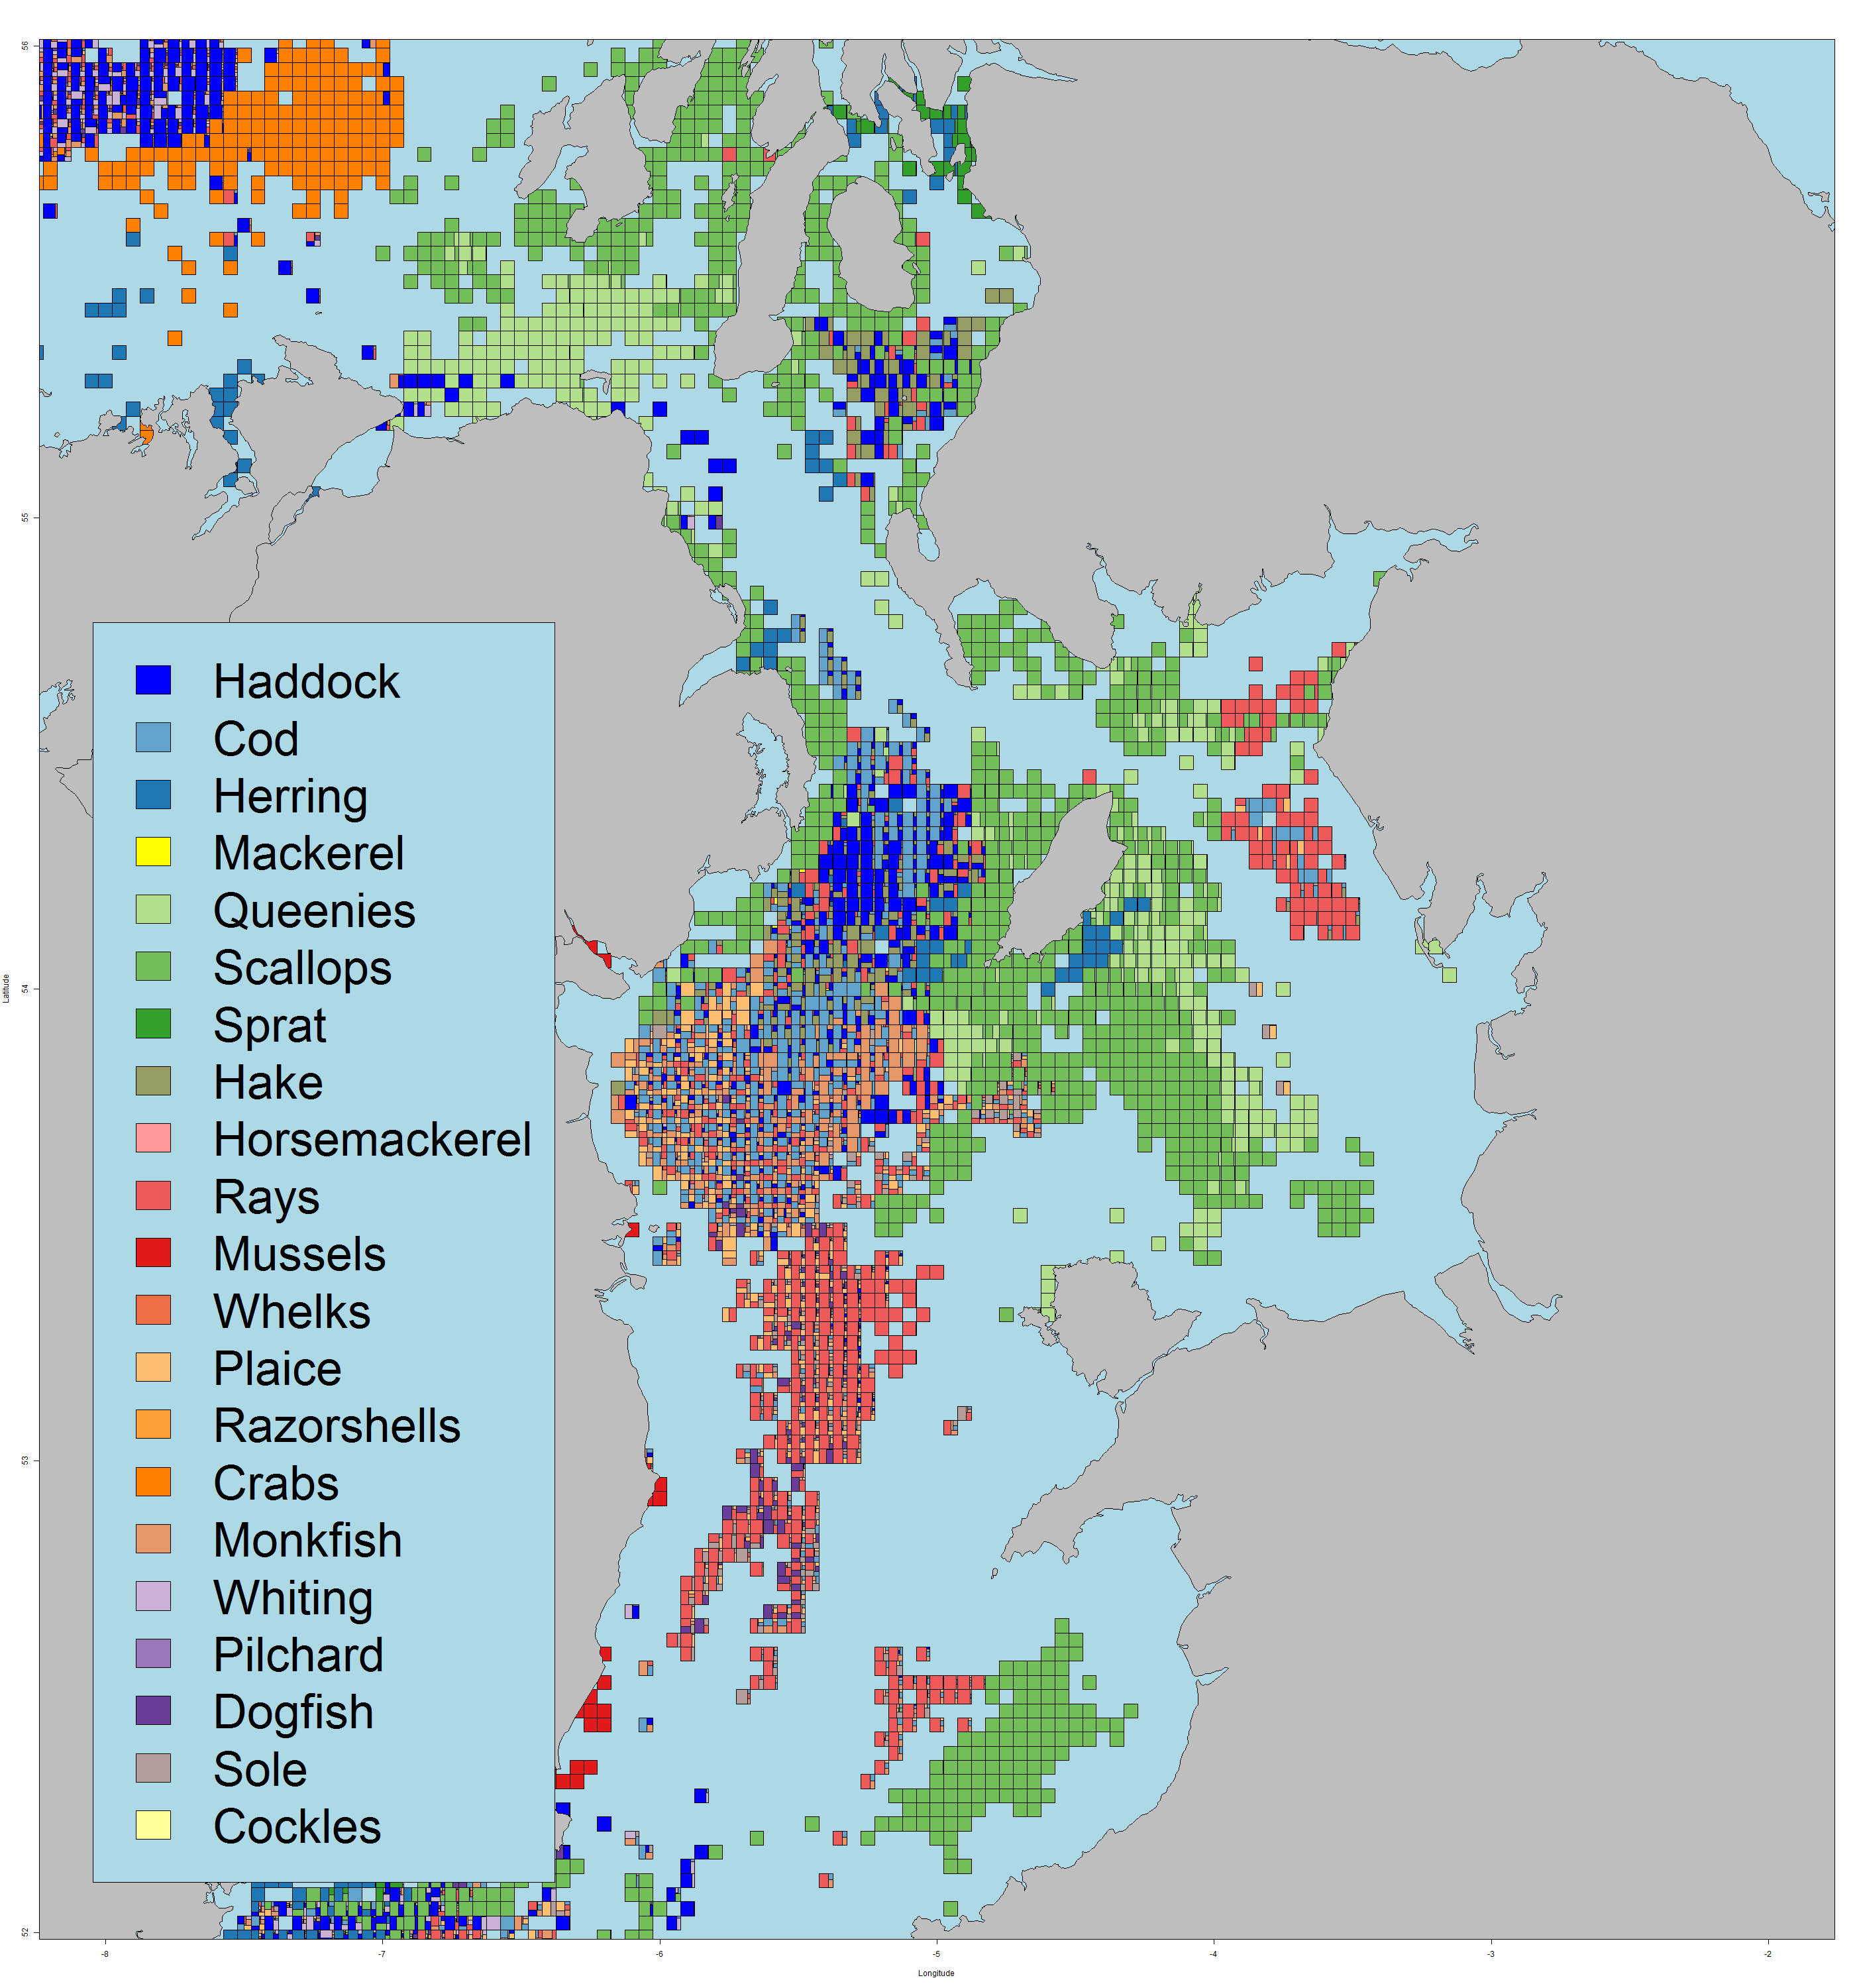 Haddock
Cod
Herring
Mackerel
Queenies
Scallops
Sprat
Hake
Horsemackerel
Rays
Mussels
Whelks
Plaice
Razorshells
Crabs
Monkfish
Whiting
Pilchard
Dogfish
Sole
Cockles
56
55
54
53
52
Latitude
-8 -7 -6 -5 -4 -3 -2
Longitude